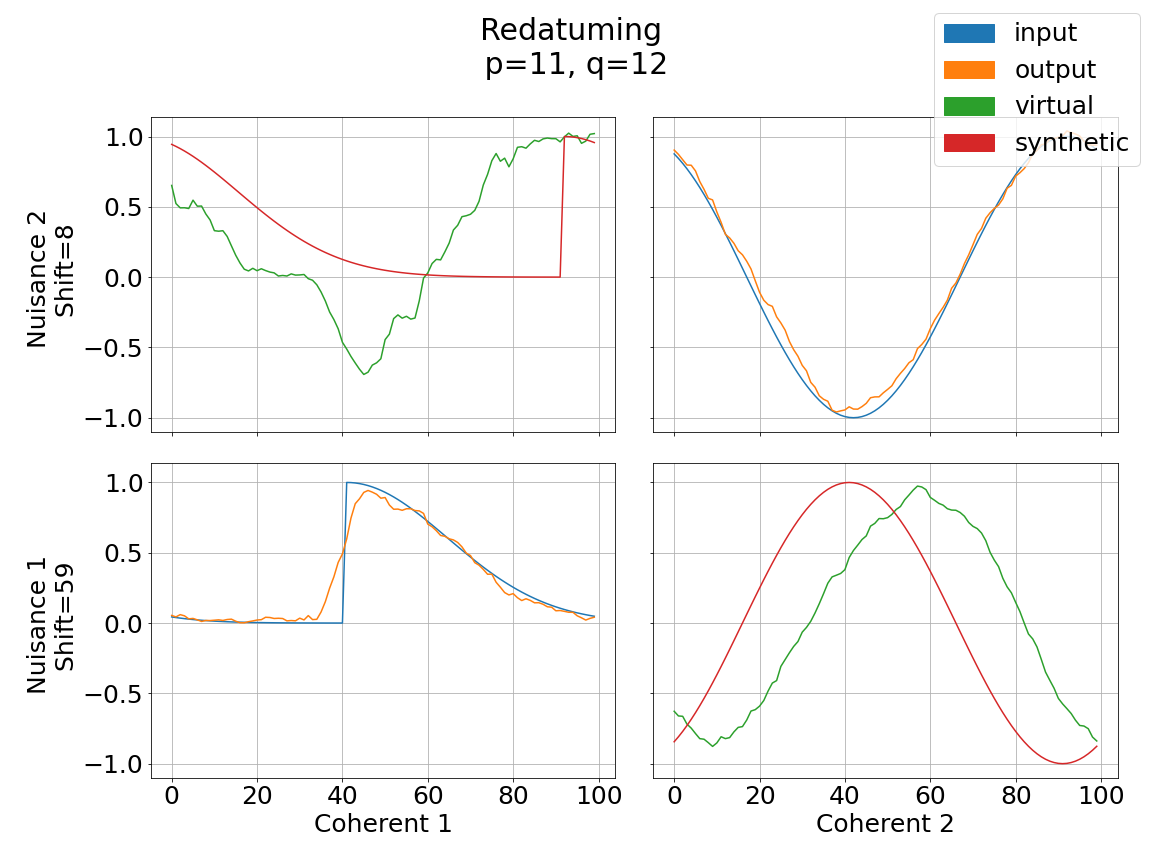 Redatuming
p=11, q=12
input
output
virtual
synthetic
Nuisance 2
Shift=8
1.0
0.5
0.0
−0.5
−1.0
Nuisance 1
Shift=59
1.0
0.5
0.0
−0.5
−1.0
0 20 40 60 80 100
Coherent 1
0 20 40 60 80 100
Coherent 2